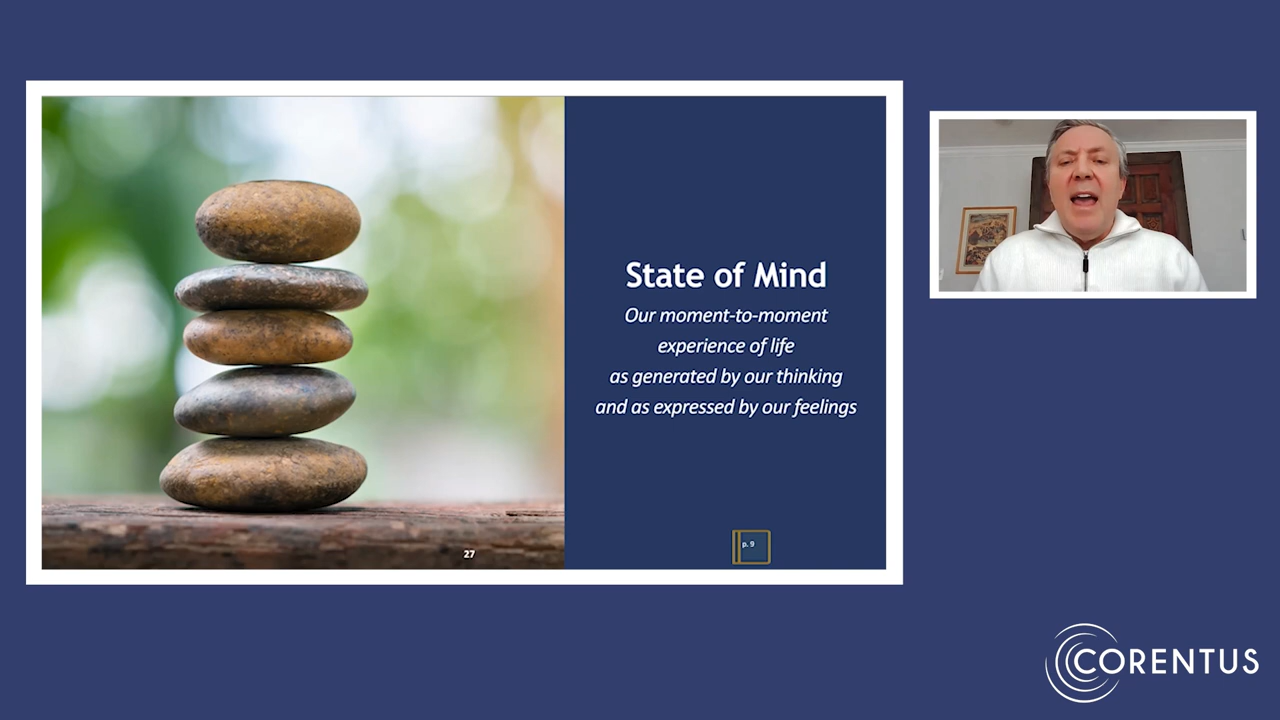 State of Mind
Our moment-to-moment
experience of life
as generated by our thinking
and as expressed by our feelings
27
p. 9
CORENTUS